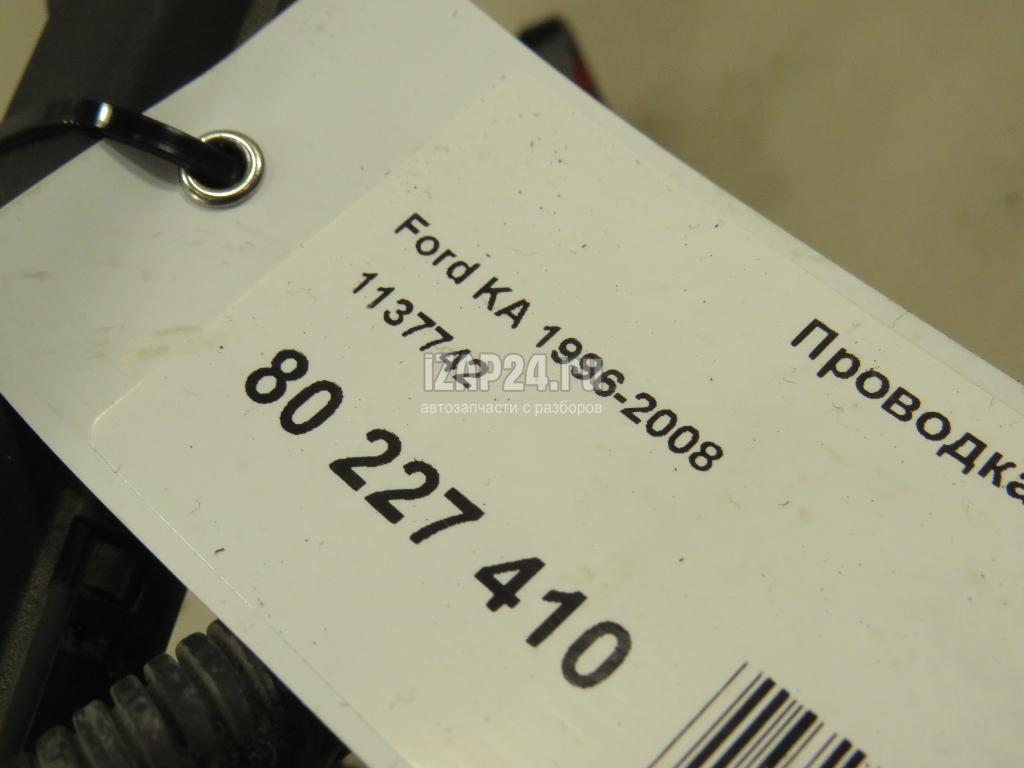 Проводка
Ford KA 1996-2008
1137742
80 227 410
iZAP24.ru
автозапчасти с разборов